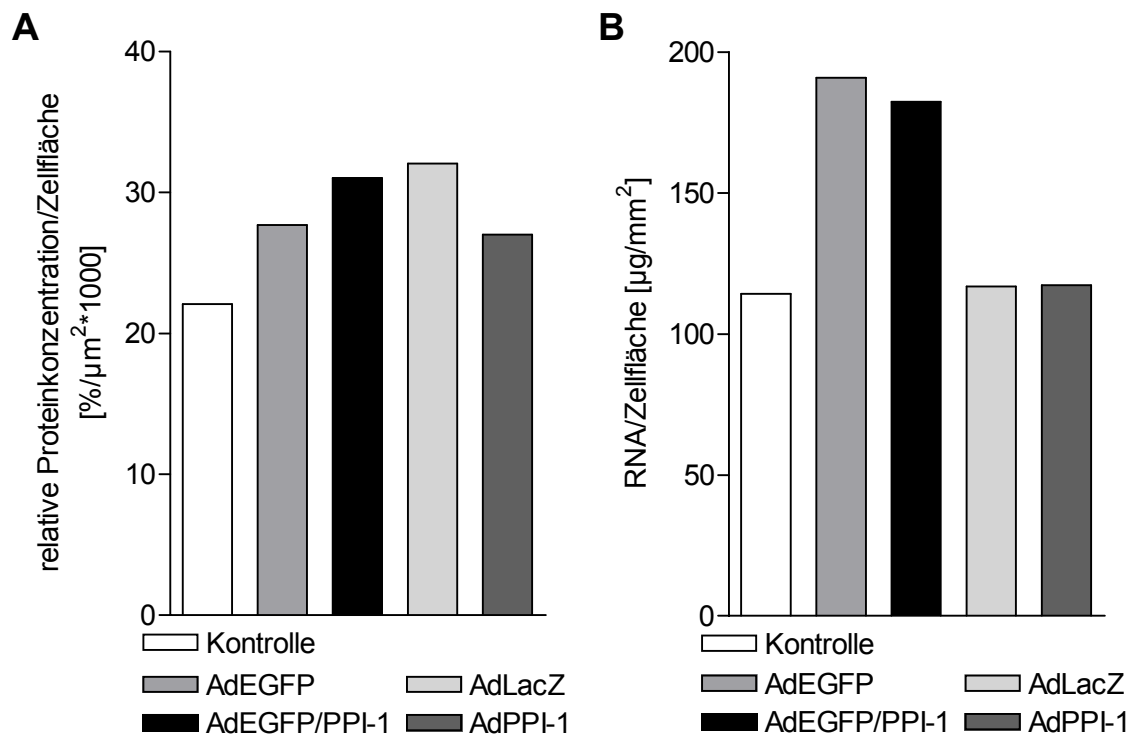 A
relative Proteinkonzentration/Zellfläche
[%/µm²*1000]
40
30
20
10
0
Kontrolle
AdEGFP
AdLacZ
AdEGFP/PPI-1
AdPPI-1
B
RNA/Zellfläche [µg/mm²]
200
150
100
50
0
Kontrolle
AdEGFP
AdLacZ
AdEGFP/PPI-1
AdPPI-1